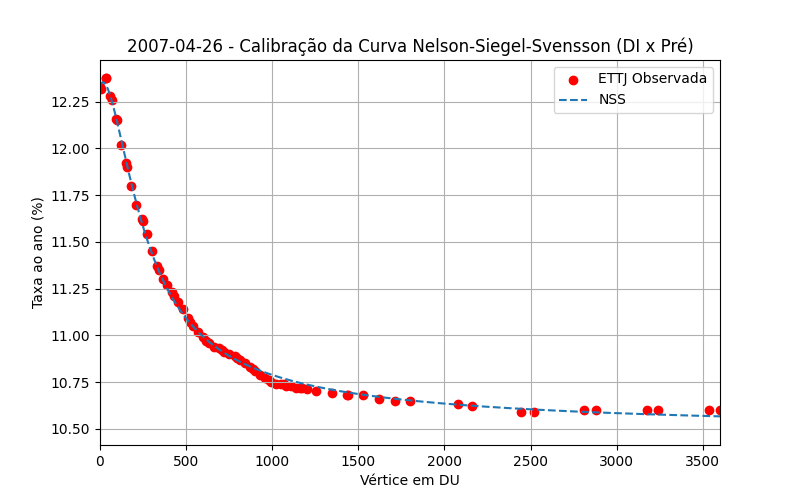 2007-04-26 - Calibração da Curva Nelson-Siegel-Svensson (DI x Pré)
ETTJ Observada
NSS
Taxa ao ano (%)
12.25
12.00
11.75
11.50
11.25
11.00
10.75
10.50
0 500 1000 1500 2000 2500 3000 3500
Vértice em DU